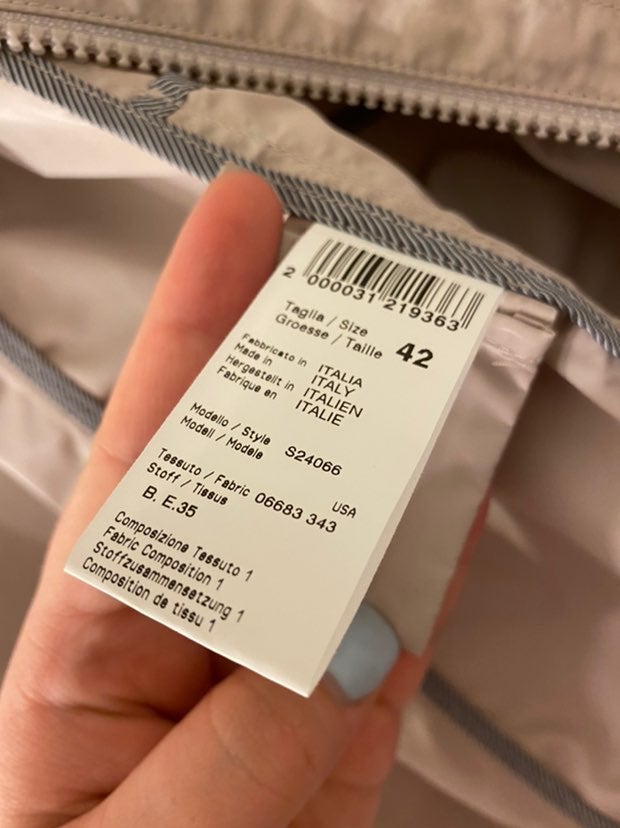 2 000031 219363
Taglia / Size
Groesse / Taille 42
Fabbricato in ITALIA
Made in ITALY
Hergestellt in ITALIEN
Fabrique en ITALIE
Modello / Style
Modell / Modele S24066
USA
Tessuto / Fabric
Stoff / Tissus 06683 343
B. E.35
Composizione Tessuto 1
Fabric Composition 1
Stoffzusammensetzung 1
Composition de tissu 1